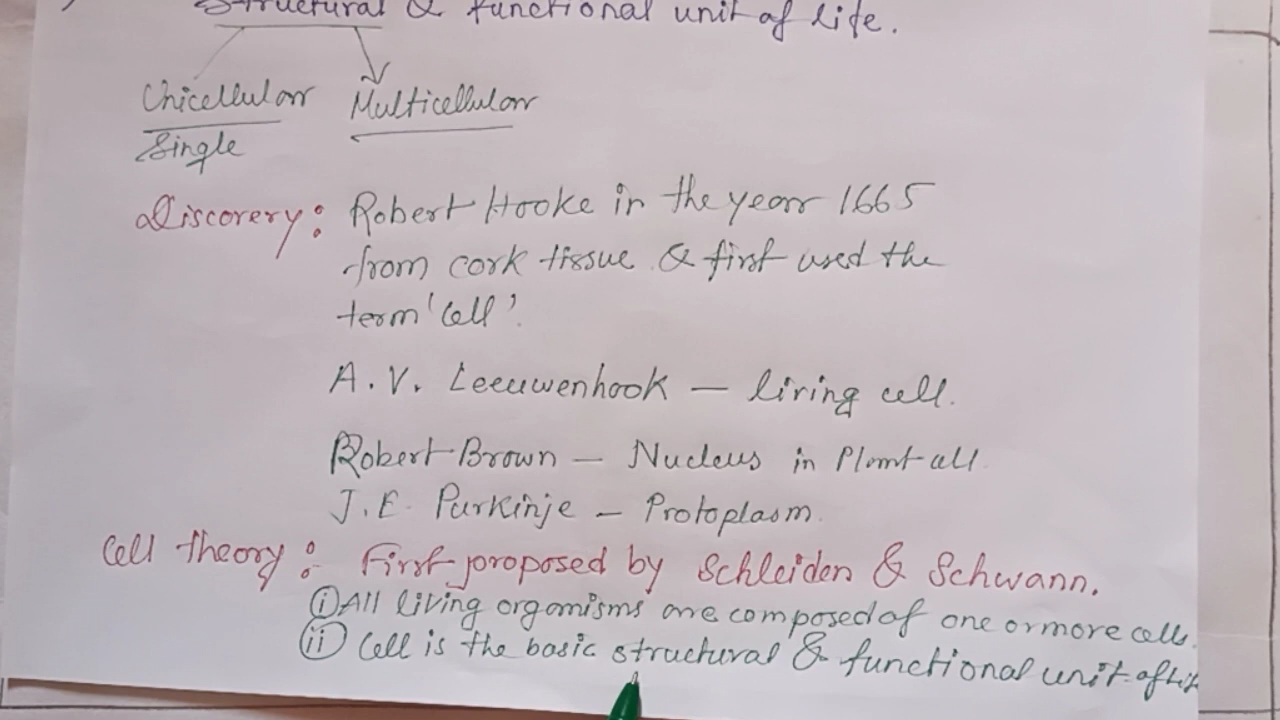 Structural & functional unit of life.
Unicellular Multicellular
Single
Discovery: Robert Hooke in the year 1665
from cork tissue & first used the
term 'cell'.
A. V. Leeuwenhook — living cell.
Robert Brown — Nucleus in Plant cell
J. E. Purkinje — Protoplasm.
Cell theory: First proposed by Schleiden & Schwann.
(i) All living organisms are composed of one or more cells.
(ii) Cell is the basic structural & functional unit of life